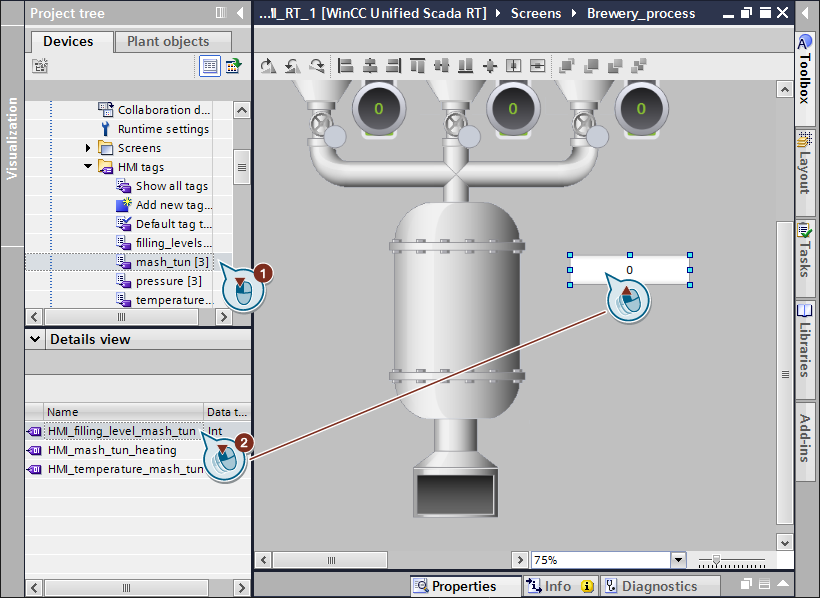 Project tree
...\I_RT_1 [WinCC Unified Scada RT]
Screens
Brewery_process
Devices
Plant objects
Visualization
Collaboration d...
Runtime settings
Screens
HMI tags
Show all tags
Add new tag...
Default tag t...
filling_levels...
mash_tun [3]
pressure [3]
temperature...
1
Details view
Name
Data t...
HMI_filling_level_mash_tun
Int
HMI_mash_tun_heating
HMI_temperature_mash_tun
2
0
0
0
0
75%
Properties
Info
Diagnostics
Toolbox
Layout
Tasks
Libraries
Add-ins